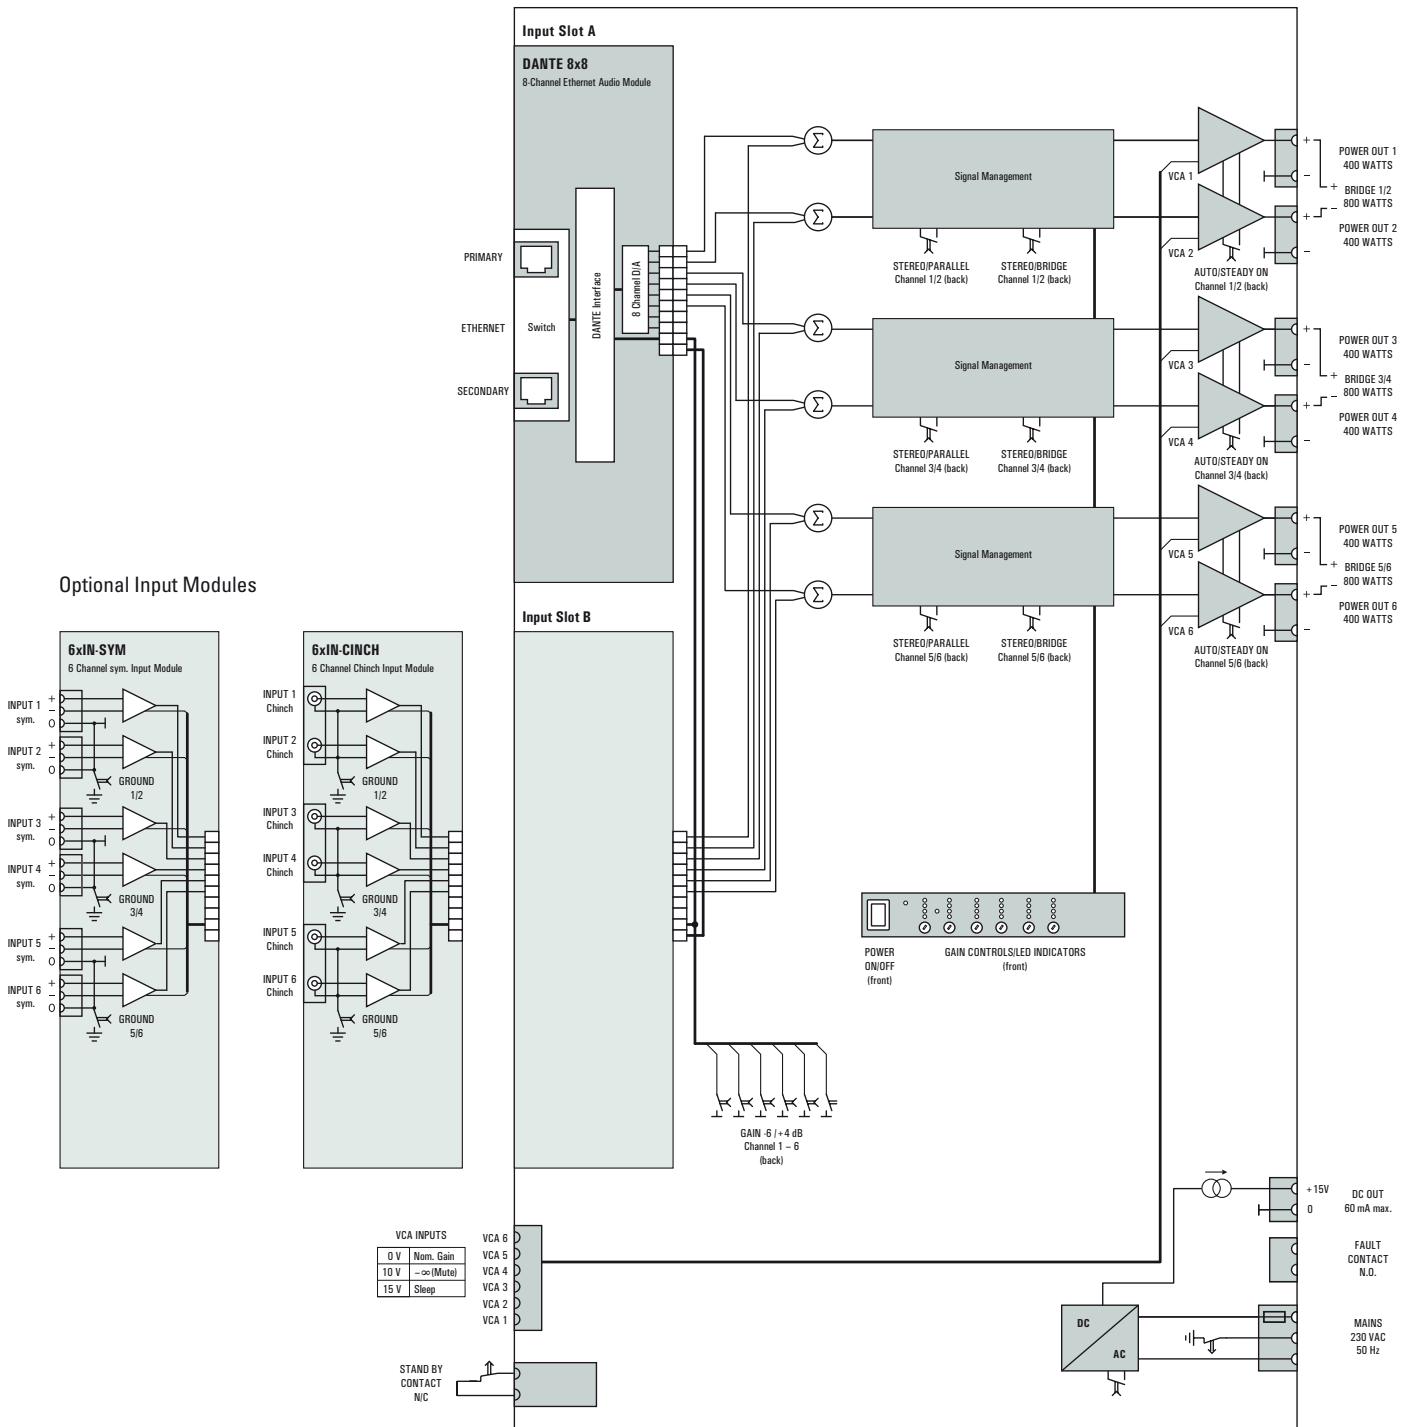 Input Slot A
DANTE 8x8
8-Channel Ethernet Audio Module
PRIMARY
ETHERNET
SECONDARY
Switch
DANTE Interface
8 Channel D/A
Σ
Σ
Signal Management
STEREO/PARALLEL
Channel 1/2 (back)
STEREO/BRIDGE
Channel 1/2 (back)
VCA 1
VCA 2
AUTO/STEADY ON
Channel 1/2 (back)
+
−
+
−
POWER OUT 1
400 WATTS
+ BRIDGE 1/2
− 800 WATTS
POWER OUT 2
400 WATTS
Σ
Σ
Signal Management
STEREO/PARALLEL
Channel 3/4 (back)
STEREO/BRIDGE
Channel 3/4 (back)
VCA 3
VCA 4
AUTO/STEADY ON
Channel 3/4 (back)
+
−
+
−
POWER OUT 3
400 WATTS
+ BRIDGE 3/4
− 800 WATTS
POWER OUT 4
400 WATTS
Σ
Σ
Signal Management
STEREO/PARALLEL
Channel 5/6 (back)
STEREO/BRIDGE
Channel 5/6 (back)
VCA 5
VCA 6
AUTO/STEADY ON
Channel 5/6 (back)
+
−
+
−
POWER OUT 5
400 WATTS
+ BRIDGE 5/6
− 800 WATTS
POWER OUT 6
400 WATTS
Optional Input Modules
6xIN-SYM
6 Channel sym. Input Module
INPUT 1
sym.
+
−
0
INPUT 2
sym.
+
−
0
GROUND
1/2
INPUT 3
sym.
+
−
0
INPUT 4
sym.
+
−
0
GROUND
3/4
INPUT 5
sym.
+
−
0
INPUT 6
sym.
+
−
0
GROUND
5/6
6xIN-CINCH
6 Channel Chinch Input Module
INPUT 1
Chinch
INPUT 2
Chinch
GROUND
1/2
INPUT 3
Chinch
INPUT 4
Chinch
GROUND
3/4
INPUT 5
Chinch
INPUT 6
Chinch
GROUND
5/6
Input Slot B
POWER
ON/OFF
(front)
GAIN CONTROLS/LED INDICATORS
(front)
GAIN -6 / +4 dB
Channel 1 – 6
(back)
VCA INPUTS
0 V Nom. Gain
10 V −∞ (Mute)
15 V Sleep
VCA 6
VCA 5
VCA 4
VCA 3
VCA 2
VCA 1
STAND BY
CONTACT
N/C
+15V
0
DC OUT
60 mA max.
FAULT
CONTACT
N.O.
DC
AC
MAINS
230 VAC
50 Hz